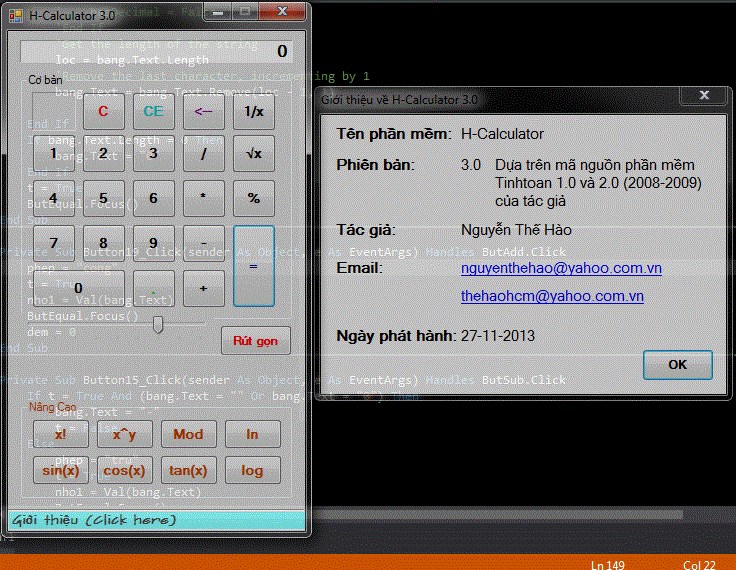 H-Calculator 3.0
0
Get the length of the string
loc = bang.Text.Length
Remove the last character, incrementing by 1
bang.Text = bang.Text.Remove(loc - 1
Cơ bản
C CE <-- 1/x
End If
If bang.Text.Length = 0 Then
1 2 3 / √x
bang.Text =
End If
t = True
4 5 6 * %
ButEqual.Focus()
End Sub
7 8 9 - =
Private Sub Button19_Click(sender As Object, e As EventArgs) Handles ButAdd.Click
0 . +
t = True
nho1 = Val(bang.Text)
ButEqual.Focus()
dem = 0
End Sub
Rút gọn
Private Sub Button15_Click(sender As Object, e As EventArgs) Handles ButSub.Click
If t = True And (bang.Text = "" Or bang.Text = "0") Then
Nâng Cao
bang.Text = "-"
x! x^y Mod ln
Else
sin(x) cos(x) tan(x) log
nho1 = Val(bang.Text)
Giới thiệu (Click here)
Giới thiệu về H-Calculator 3.0
Tên phần mềm: H-Calculator
Phiên bản: 3.0 Dựa trên mã nguồn phần mềm
Tinhtoan 1.0 và 2.0 (2008-2009)
của tác giả
Tác giả: Nguyễn Thế Hào
Email: nguyenthehao@yahoo.com.vn
thehaohcm@yahoo.com.vn
Ngày phát hành: 27-11-2013
OK
Ln 149 Col 22